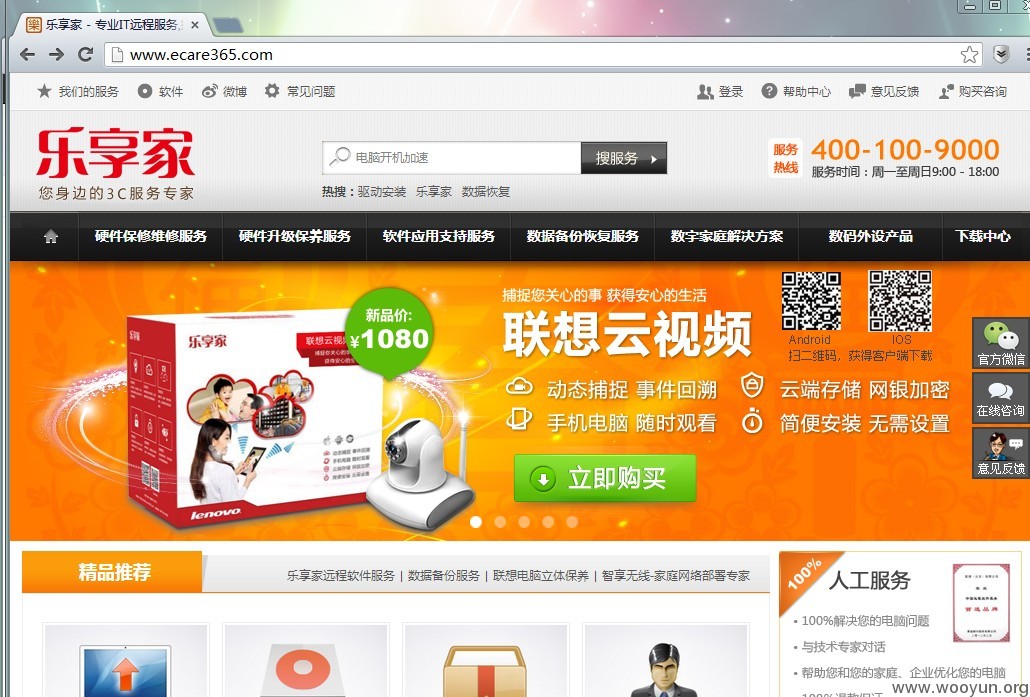 乐享家 - 专业IT远程服务
www.ecare365.com
我们的服务 软件 微博 常见问题 登录 帮助中心 意见反馈 购买咨询
乐享家
您身边的3C服务专家
电脑开机加速 搜服务
热搜：驱动安装 乐享家 数据恢复
服务热线 400-100-9000
服务时间：周一至周日9:00 - 18:00
硬件保修维修服务 硬件升级保养服务 软件应用支持服务 数据备份恢复服务 数字家庭解决方案 数码外设产品 下载中心
乐享家
联想云视频
lenovo
新品价:
¥1080
捕捉您关心的事 获得安心的生活
联想云视频
动态捕捉 事件回溯 云端存储 网银加密
手机电脑 随时观看 简便安装 无需设置
立即购买
Android IOS
扫二维码，获得客户端下载
官方微信
在线咨询
意见反馈
精品推荐
乐享家远程软件服务 | 数据备份服务 | 联想电脑立体保养 | 智享无线-家庭网络部署专家
100% 人工服务
首选品牌
100%解决您的电脑问题
与技术专家对话
帮助您和您的家庭、企业优化您的电脑
www.wooyun.org